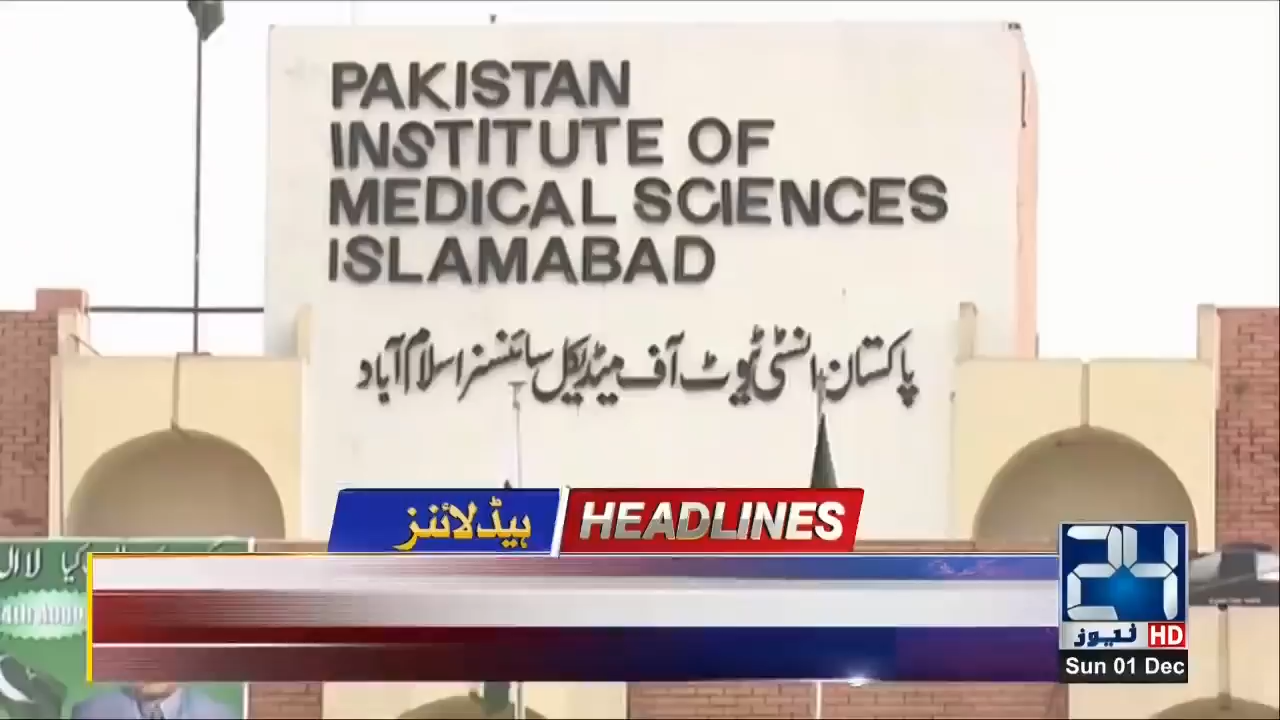 PAKISTAN
INSTITUTE OF
MEDICAL SCIENCES
ISLAMABAD
پاکستان انسٹی ٹیوٹ آف میڈیکل سائنسز اسلام آباد
ہیڈلائنز HEADLINES
24
نیوز HD
Sun 01 Dec